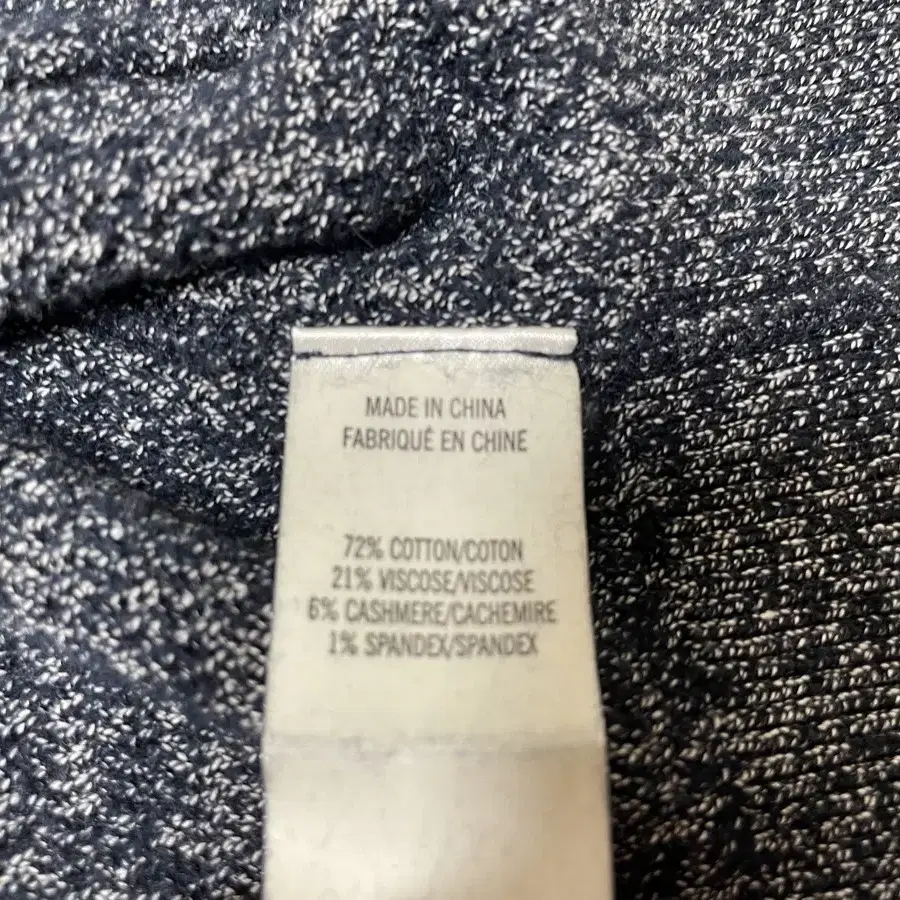 MADE IN CHINA
FABRIQUÉ EN CHINE
72% COTTON/COTON
21% VISCOSE/VISCOSE
6% CASHMERE/CACHEMIRE
1% SPANDEX/SPANDEX